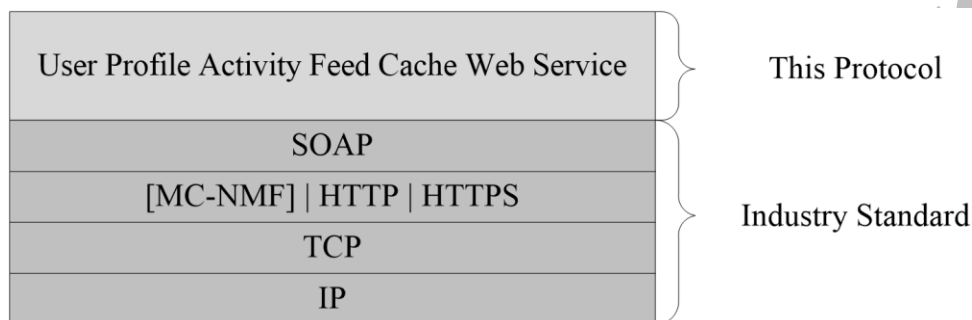 User Profile Activity Feed Cache Web Service
This Protocol
SOAP
[MC-NMF] | HTTP | HTTPS
TCP
IP
Industry Standard